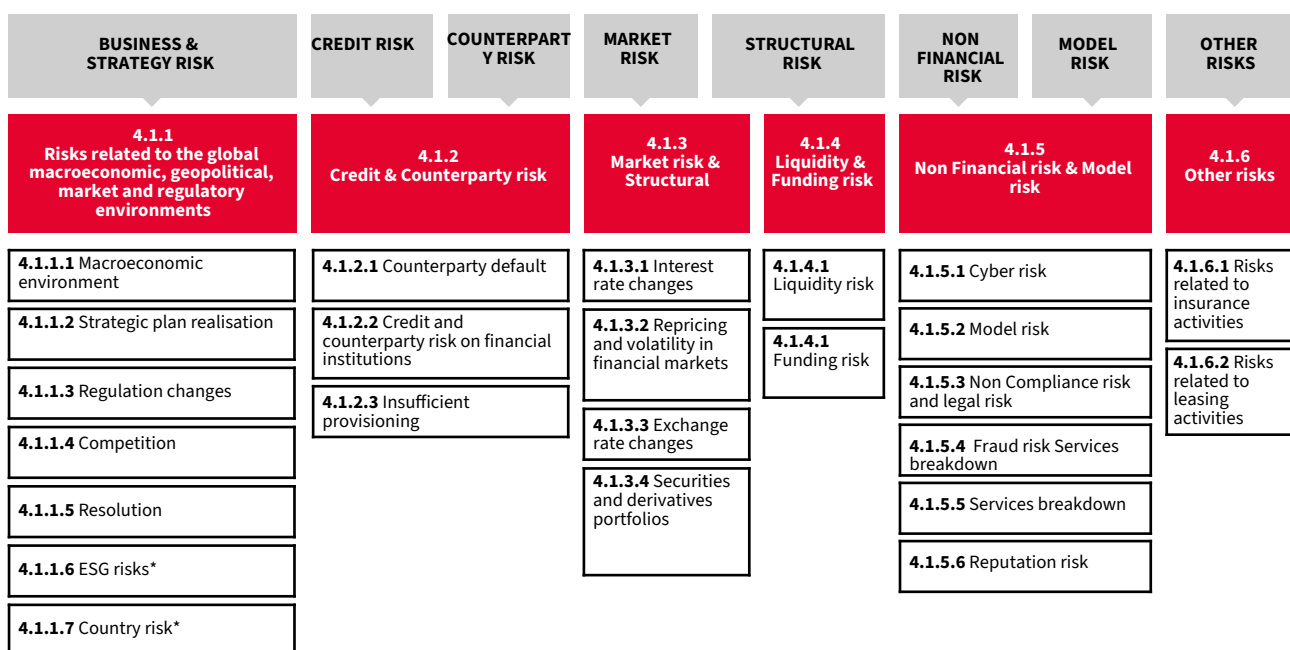 BUSINESS &
STRATEGY RISK
CREDIT RISK
COUNTERPART
Y RISK
MARKET
RISK
STRUCTURAL
RISK
NON
FINANCIAL
RISK
MODEL
RISK
OTHER
RISKS
4.1.1
Risks related to the global
macroeconomic, geopolitical,
market and regulatory
environments
4.1.2
Credit & Counterparty risk
4.1.3
Market risk &
Structural
4.1.4
Liquidity &
Funding risk
4.1.5
Non Financial risk & Model
risk
4.1.6
Other risks
4.1.1.1 Macroeconomic
environment
4.1.1.2 Strategic plan realisation
4.1.1.3 Regulation changes
4.1.1.4 Competition
4.1.1.5 Resolution
4.1.1.6 ESG risks*
4.1.1.7 Country risk*
4.1.2.1 Counterparty default
4.1.2.2 Credit and
counterparty risk on financial
institutions
4.1.2.3 Insufficient
provisioning
4.1.3.1 Interest
rate changes
4.1.3.2 Repricing
and volatility in
financial markets
4.1.3.3 Exchange
rate changes
4.1.3.4 Securities
and derivatives
portfolios
4.1.4.1
Liquidity risk
4.1.4.1
Funding risk
4.1.5.1 Cyber risk
4.1.5.2 Model risk
4.1.5.3 Non Compliance risk
and legal risk
4.1.5.4 Fraud risk Services
breakdown
4.1.5.5 Services breakdown
4.1.5.6 Reputation risk
4.1.6.1 Risks
related to
insurance
activities
4.1.6.2 Risks
related to
leasing
activities